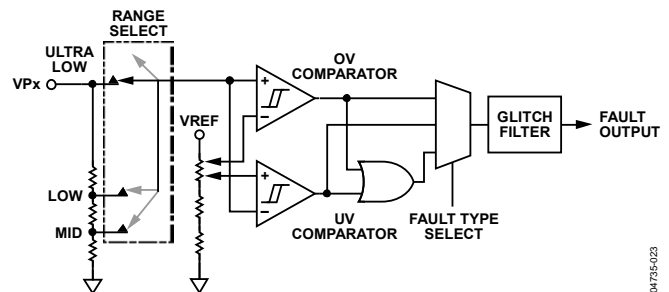 RANGE
SELECT
ULTRA
LOW
VPx
OV
COMPARATOR
+
–
VREF
GLITCH
FILTER
FAULT
OUTPUT
+
–
LOW
MID
UV
COMPARATOR
FAULT TYPE
SELECT
04735-023